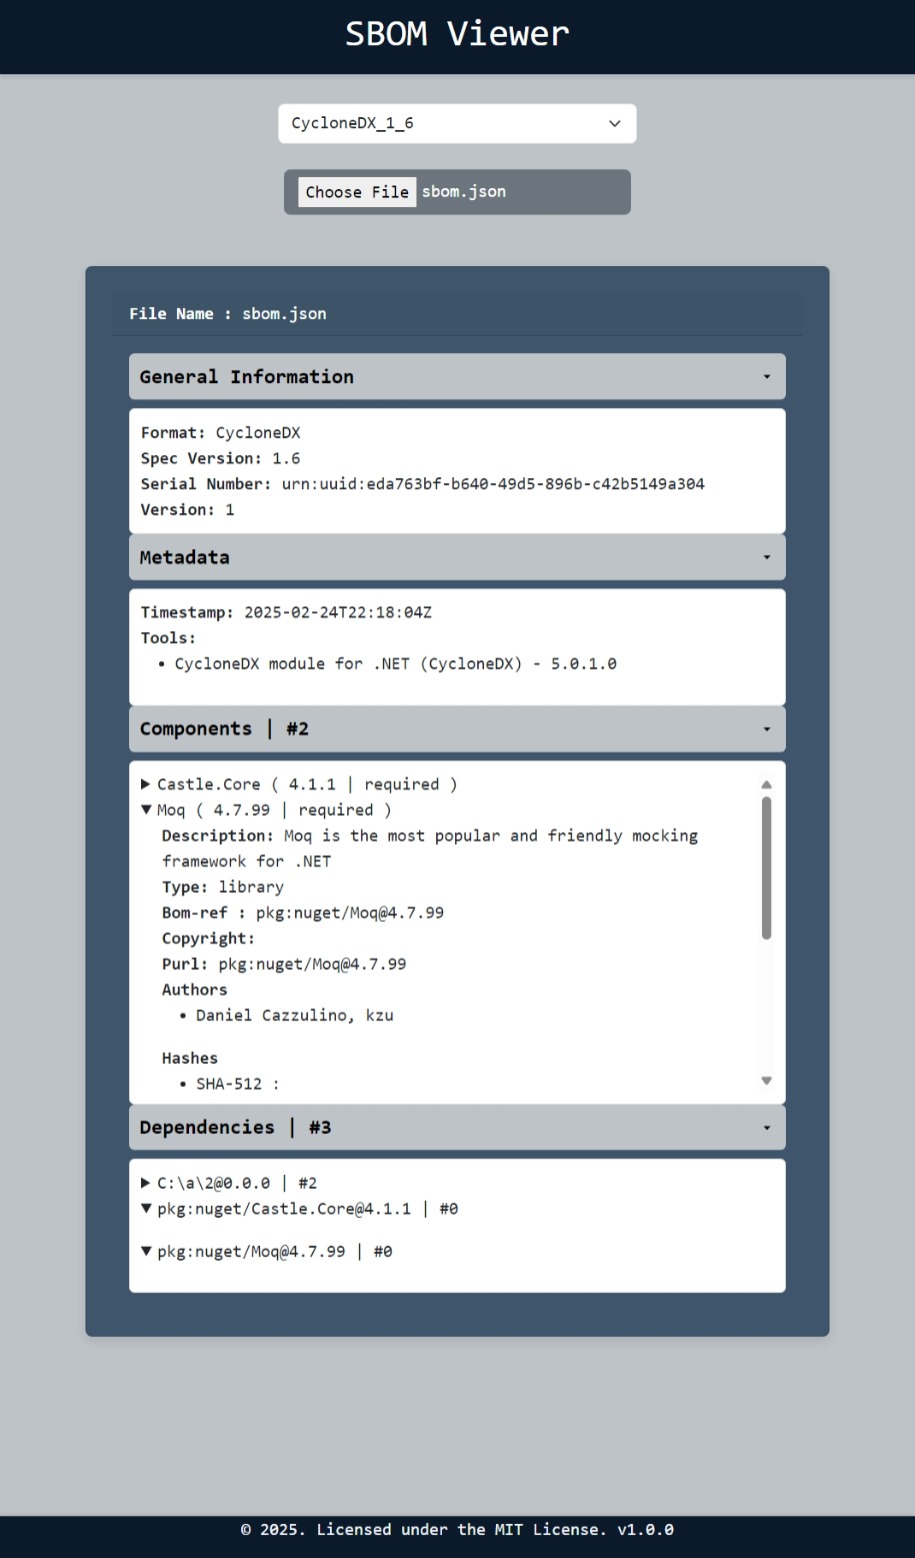 SBOM Viewer
CycloneDX_1_6
Choose File sbom.json
File Name : sbom.json
General Information
Format: CycloneDX
Spec Version: 1.6
Serial Number: urn:uuid:eda763bf-b640-49d5-896b-c42b5149a304
Version: 1
Metadata
Timestamp: 2025-02-24T22:18:04Z
Tools:
• CycloneDX module for .NET (CycloneDX) - 5.0.1.0
Components | #2
▶ Castle.Core ( 4.1.1 | required )
▼ Moq ( 4.7.99 | required )
Description: Moq is the most popular and friendly mocking
framework for .NET
Type: library
Bom-ref : pkg:nuget/Moq@4.7.99
Copyright:
Purl: pkg:nuget/Moq@4.7.99
Authors
• Daniel Cazzulino, kzu
Hashes
• SHA-512 :
Dependencies | #3
▶ C:\a\2@0.0.0 | #2
▼ pkg:nuget/Castle.Core@4.1.1 | #0
▼ pkg:nuget/Moq@4.7.99 | #0
© 2025. Licensed under the MIT License. v1.0.0